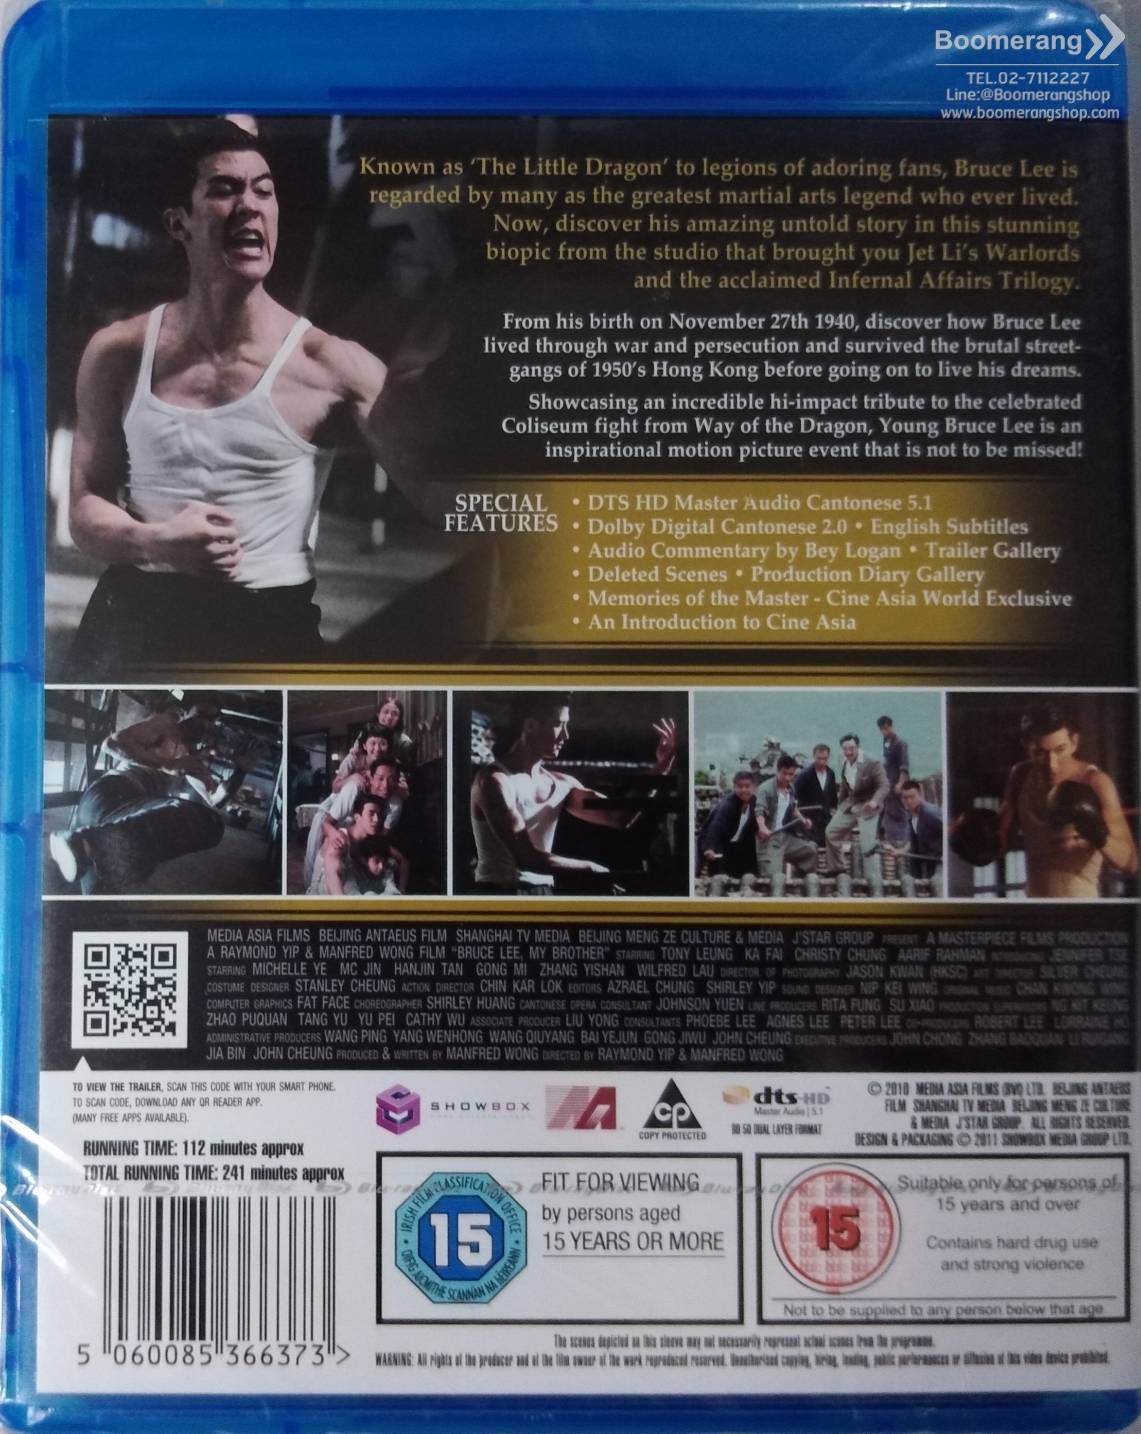 Boomerang
TEL.02-7112227
Line:@Boomerangshop
www.boomerangshop.com
Known as 'The Little Dragon' to legions of adoring fans, Bruce Lee is
regarded by many as the greatest martial arts legend who ever lived.
Now, discover his amazing untold story in this stunning
biopic from the studio that brought you Jet Li's Warlords
and the acclaimed Infernal Affairs Trilogy.
From his birth on November 27th 1940, discover how Bruce Lee
lived through war and persecution and survived the brutal street-
gangs of 1950's Hong Kong before going on to live his dreams.
Showcasing an incredible hi-impact tribute to the celebrated
Coliseum fight from Way of the Dragon, Young Bruce Lee is an
inspirational motion picture event that is not to be missed!
SPECIAL
FEATURES
• DTS HD Master Audio Cantonese 5.1
• Dolby Digital Cantonese 2.0 • English Subtitles
• Audio Commentary by Bey Logan • Trailer Gallery
• Deleted Scenes • Production Diary Gallery
• Memories of the Master - Cine Asia World Exclusive
• An Introduction to Cine Asia
MEDIA ASIA FILMS BEIJING ANTAEUS FILM SHANGHAI TV MEDIA BEIJING MENG ZE CULTURE & MEDIA J'STAR GROUP PRESENT A MASTERPIECE FILMS PRODUCTION
A RAYMOND YIP & MANFRED WONG FILM "BRUCE LEE, MY BROTHER" STARRING TONY LEUNG KA FAI CHRISTY CHUNG AARIF RAHMAN INTRODUCING JENNIFER TSE
STARRING MICHELLE YE MC JIN HANJIN TAN GONG MI ZHANG YISHAN WILFRED LAU DIRECTOR OF PHOTOGRAPHY JASON KWAN (HKSC) ART DIRECTOR SILVER CHEUNG
COSTUME DESIGNER STANLEY CHEUNG ACTION DIRECTOR CHIN KAR LOK EDITORS AZRAEL CHUNG SHIRLEY YIP SOUND DESIGNER NIP KEI WING ORIGINAL MUSIC CHAN KWONG WING
COMPUTER GRAPHICS FAT FACE CHOREOGRAPHER SHIRLEY HUANG CANTONESE OPERA CONSULTANT JOHNSON YUEN LINE PRODUCERS RITA FUNG SU XIAO PRODUCTION SUPERVISORS NG KIT KEUNG
ZHAO PUQUAN TANG YU YU PEI CATHY WU ASSOCIATE PRODUCER LIU YONG CONSULTANTS PHOEBE LEE AGNES LEE PETER LEE CO-PRODUCERS ROBERT LEE LORRAINE HO
ADMINISTRATIVE PRODUCERS WANG PING YANG WENHONG WANG QIUYANG BAI YEJUN GONG JIWU JOHN CHEUNG EXECUTIVE PRODUCERS JOHN CHONG ZHANG BAOQUAN LI RUIGANG
JIA BIN JOHN CHEUNG PRODUCED & WRITTEN BY MANFRED WONG DIRECTED BY RAYMOND YIP & MANFRED WONG
TO VIEW THE TRAILER, SCAN THIS CODE WITH YOUR SMART PHONE.
TO SCAN CODE, DOWNLOAD ANY QR READER APP.
(MANY FREE APPS AVAILABLE).
RUNNING TIME: 112 minutes approx
TOTAL RUNNING TIME: 241 minutes approx
SHOWBOX
MA
CP
COPY PROTECTED
dts-HD
Master Audio | 5.1
BD 50 DUAL LAYER FORMAT
© 2010 MEDIA ASIA FILMS (BVI) LTD. BEIJING ANTAEUS
FILM SHANGHAI TV MEDIA BEIJING MENG ZE CULTURE
& MEDIA J'STAR GROUP. ALL RIGHTS RESERVED.
DESIGN & PACKAGING © 2011 SHOWBOX MEDIA GROUP LTD.
IRISH FILM CLASSIFICATION OFFICE
15
OIFIG AICMITHE SCANNÁN NA hÉIREANN
FIT FOR VIEWING
by persons aged
15 YEARS OR MORE
15
Suitable only for persons of
15 years and over
Contains hard drug use
and strong violence
Not to be supplied to any person below that age
5 060085 366373 >
The scenes depicted on this sleeve may not necessarily represent actual scenes from the programme.
WARNING: All rights of the producer and of the film owner of the work reproduced reserved. Unauthorised copying, hiring, lending, public performances or diffusion of this video device prohibited.